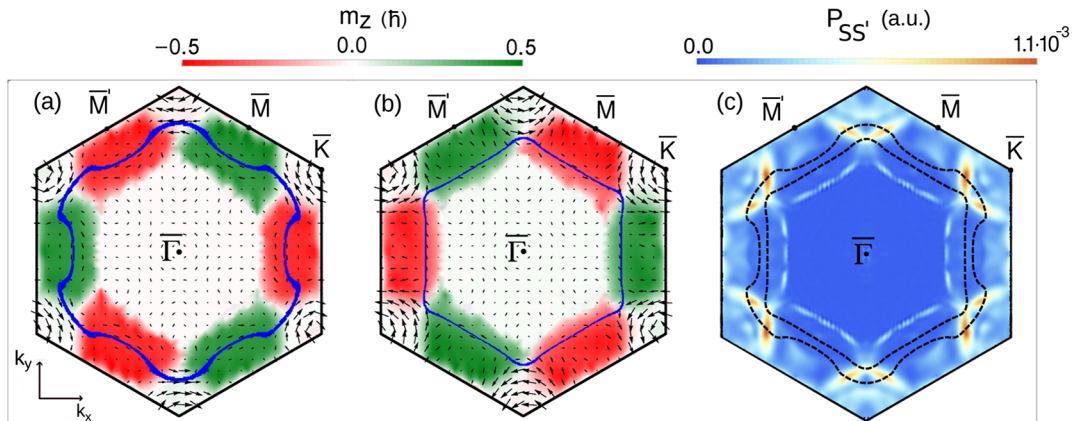 m_z (ħ)
−0.5 0.0 0.5
P_SS' (a.u.)
0.0 1.1·10⁻³
(a) M̅' M̅ K̅
Γ̅
k_y
k_x
(b) M̅' M̅ K̅
Γ̅
(c) M̅' M̅ K̅
Γ̅